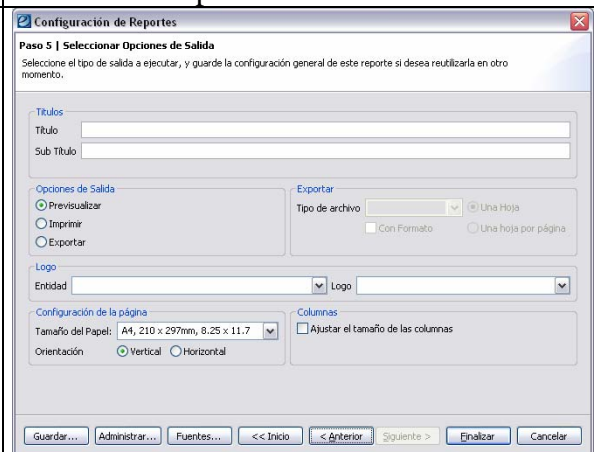 Configuración de Reportes
Paso 5 | Seleccionar Opciones de Salida
Seleccione el tipo de salida a ejecutar, y guarde la configuración general de este reporte si desea reutilizarla en otro
momento.
Títulos
Título
Sub Título
Opciones de Salida
Previsualizar
Imprimir
Exportar
Exportar
Tipo de archivo
Una Hoja
Con Formato
Una hoja por página
Logo
Entidad
Logo
Configuración de la página
Tamaño del Papel: A4, 210 x 297mm, 8.25 x 11.7
Orientación Vertical Horizontal
Columnas
Ajustar el tamaño de las columnas
Guardar... Administrar... Fuentes... << Inicio < Anterior Siguiente > Finalizar Cancelar